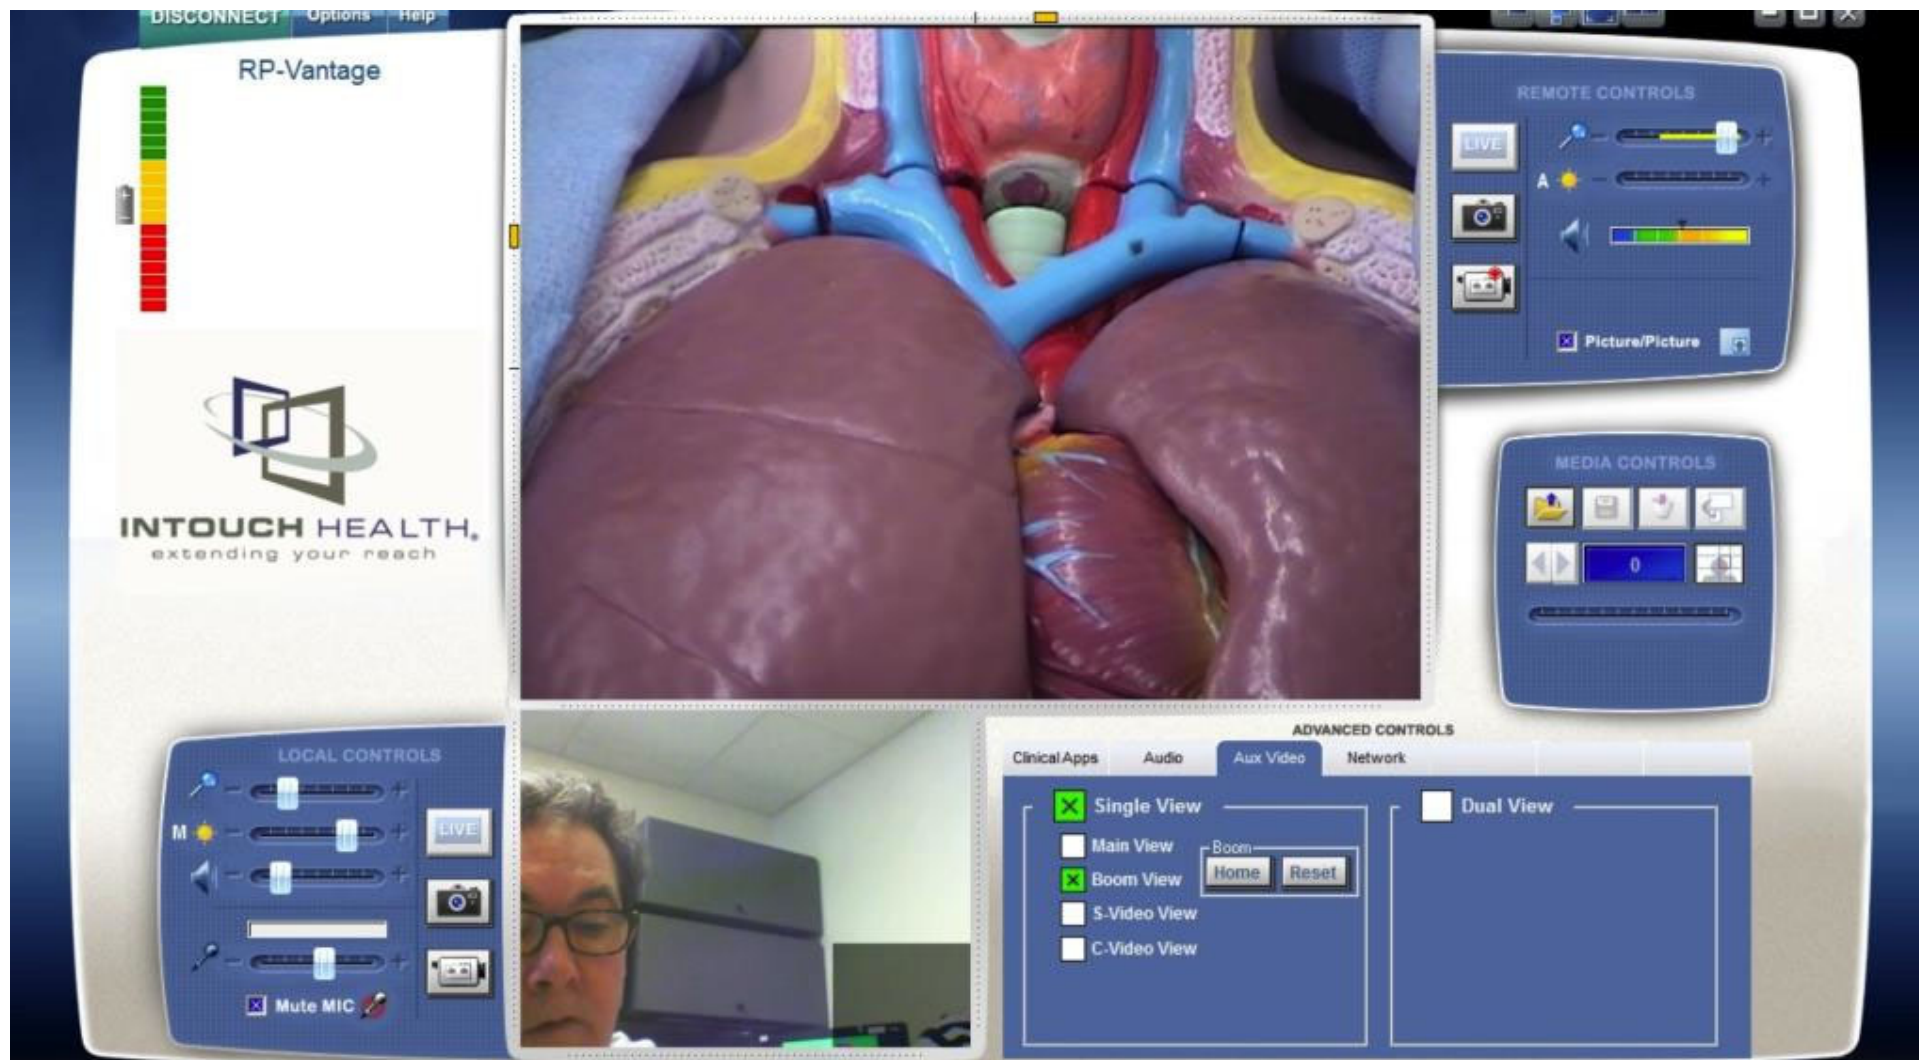 DISCONNECT Options Help
RP-Vantage
REMOTE CONTROLS
LIVE
A
Picture/Picture
INTOUCH HEALTH®
extending your reach
MEDIA CONTROLS
0
LOCAL CONTROLS
M
LIVE
Mute MIC
ADVANCED CONTROLS
Clinical Apps Audio Aux Video Network
Single View
Main View
Boom View
S-Video View
C-Video View
Boom
Home Reset
Dual View